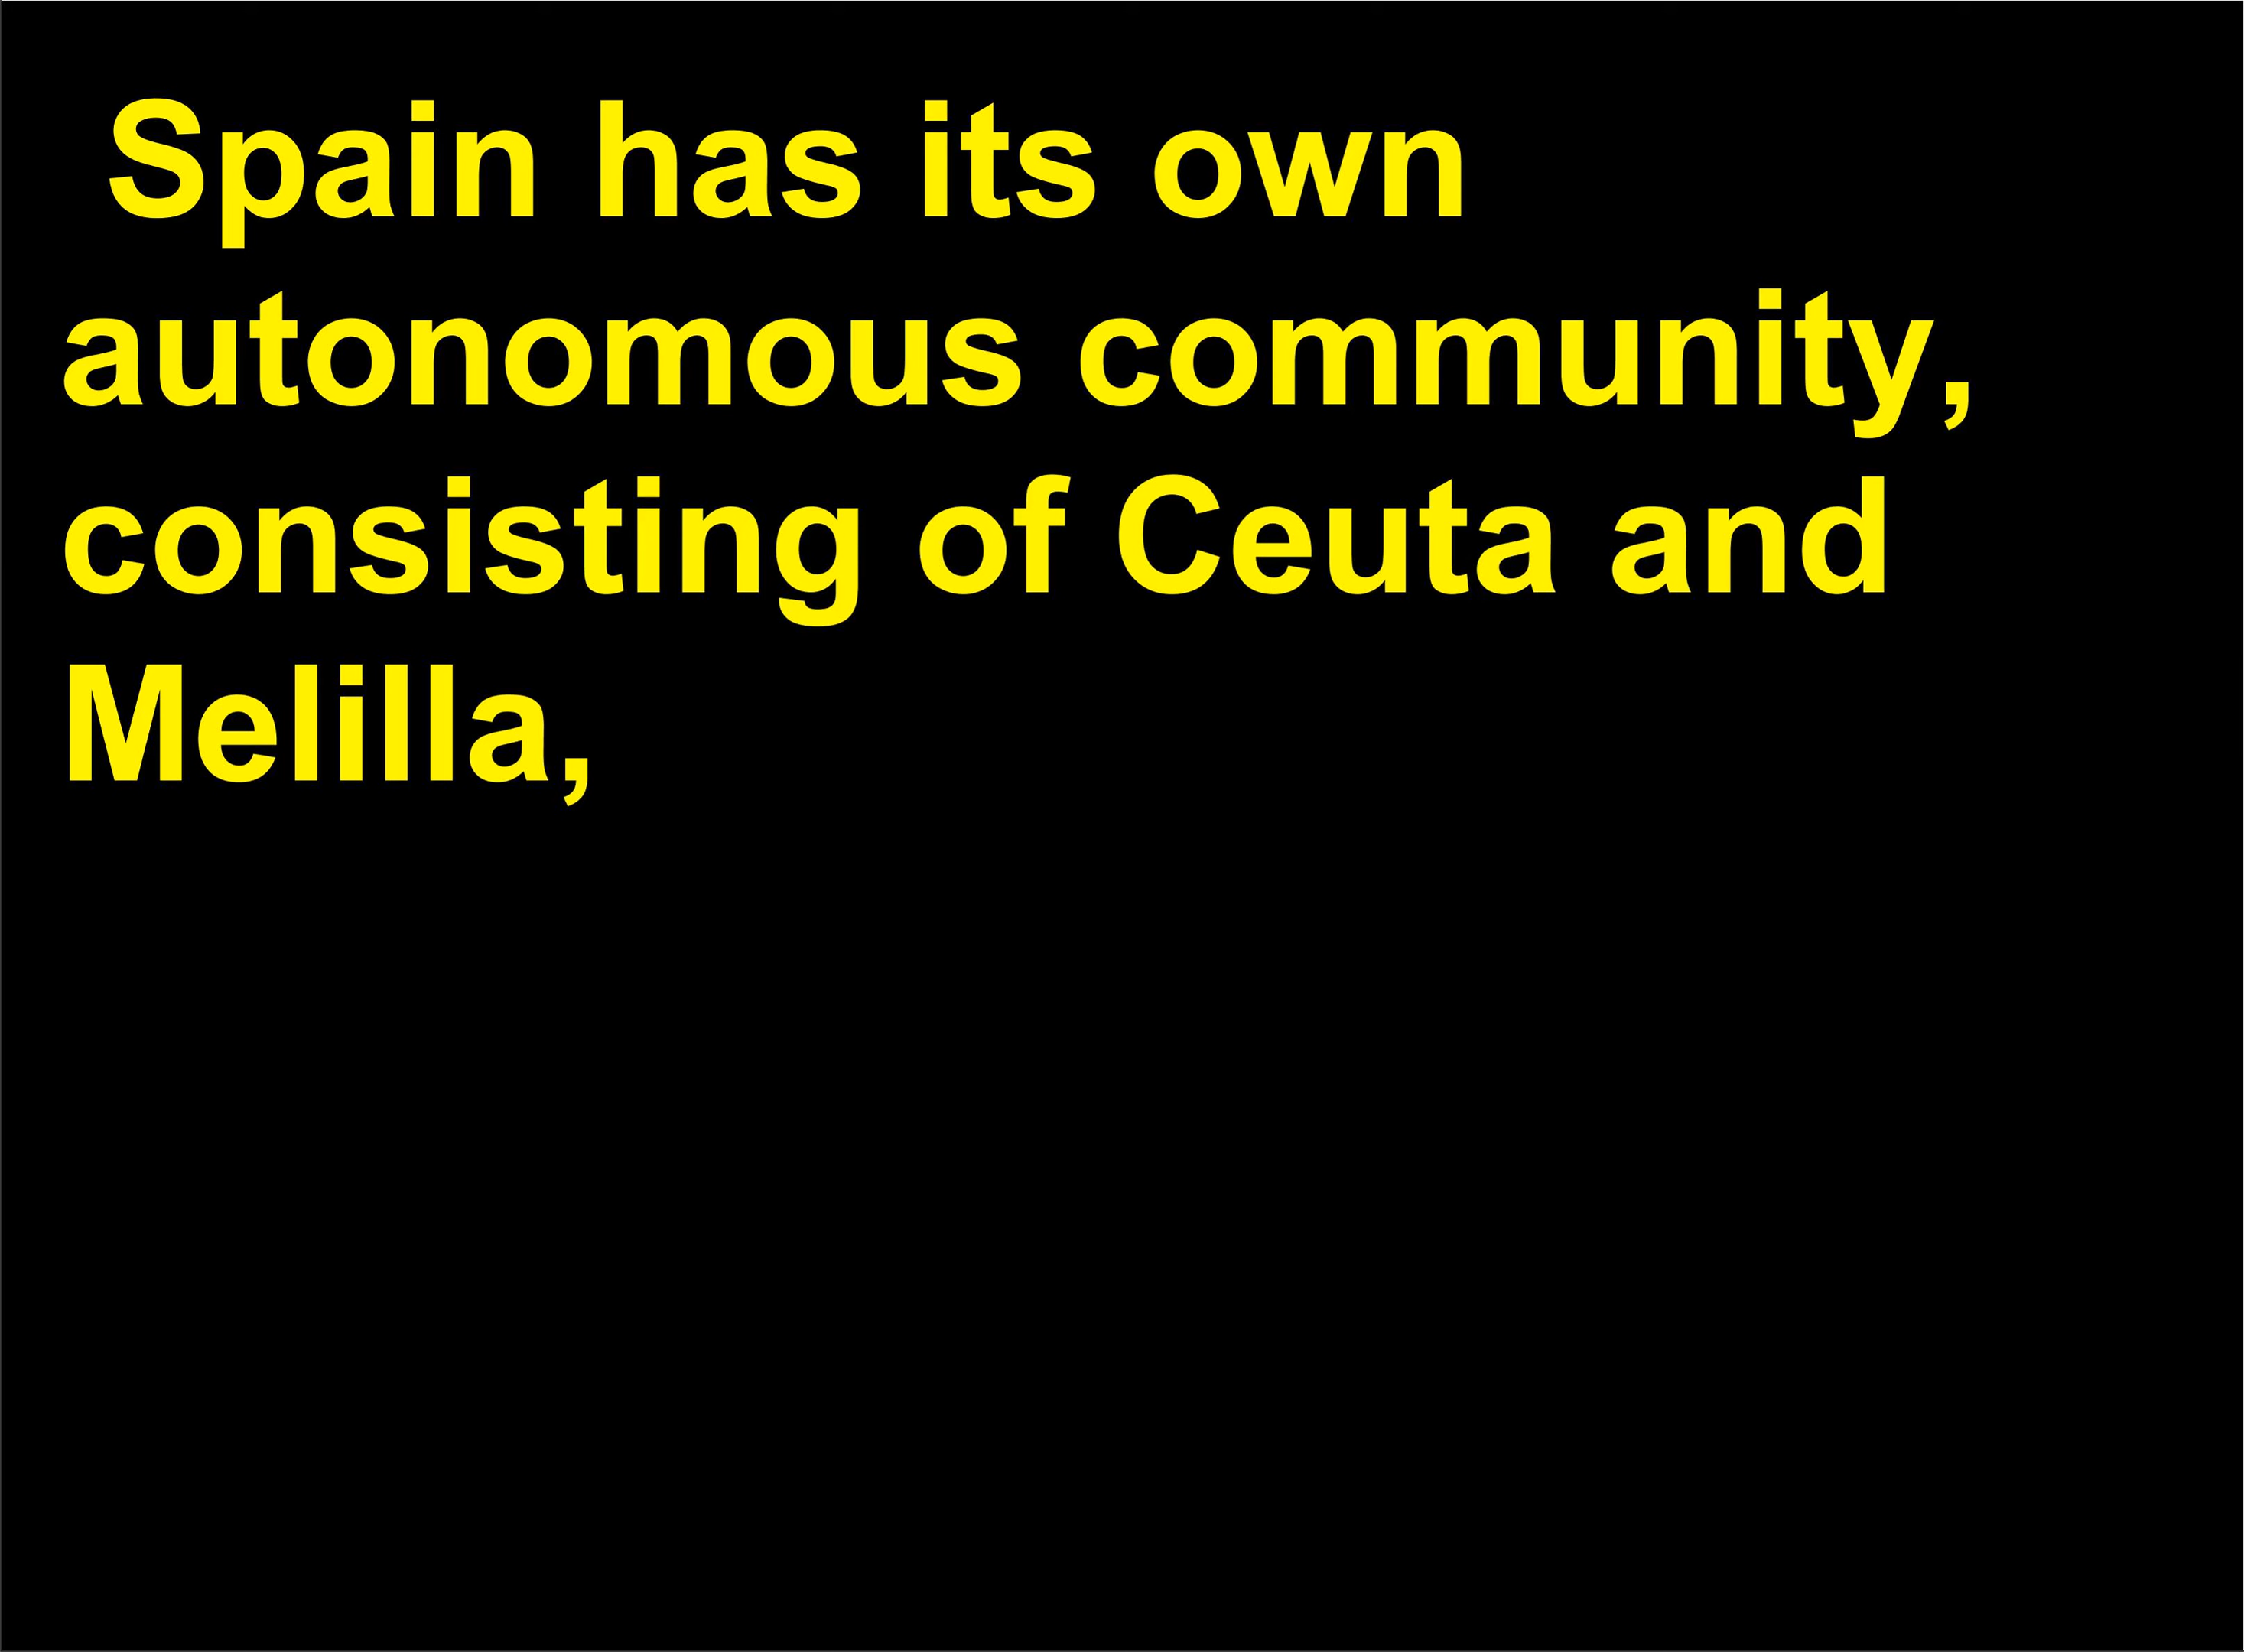 Spain has its own
autonomous community,
consisting of Ceuta and
Melilla,